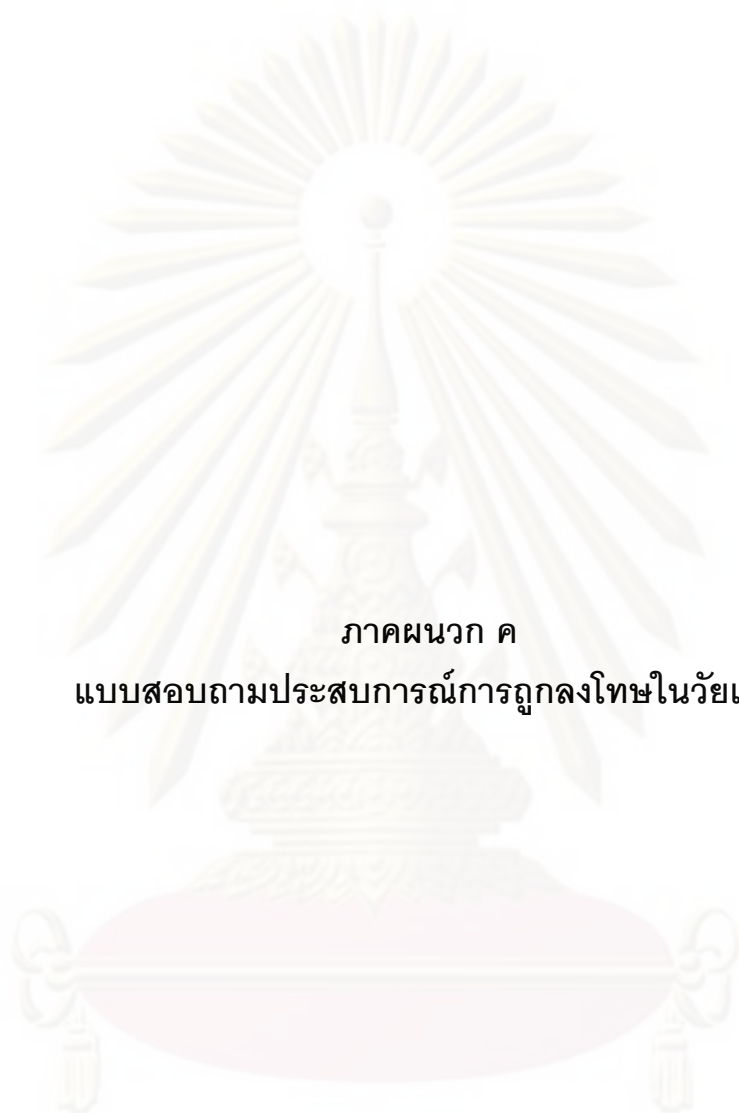 ภาคผนวก ค
แบบสอบถามประสบการณ์การถูกลงโทษในวัย